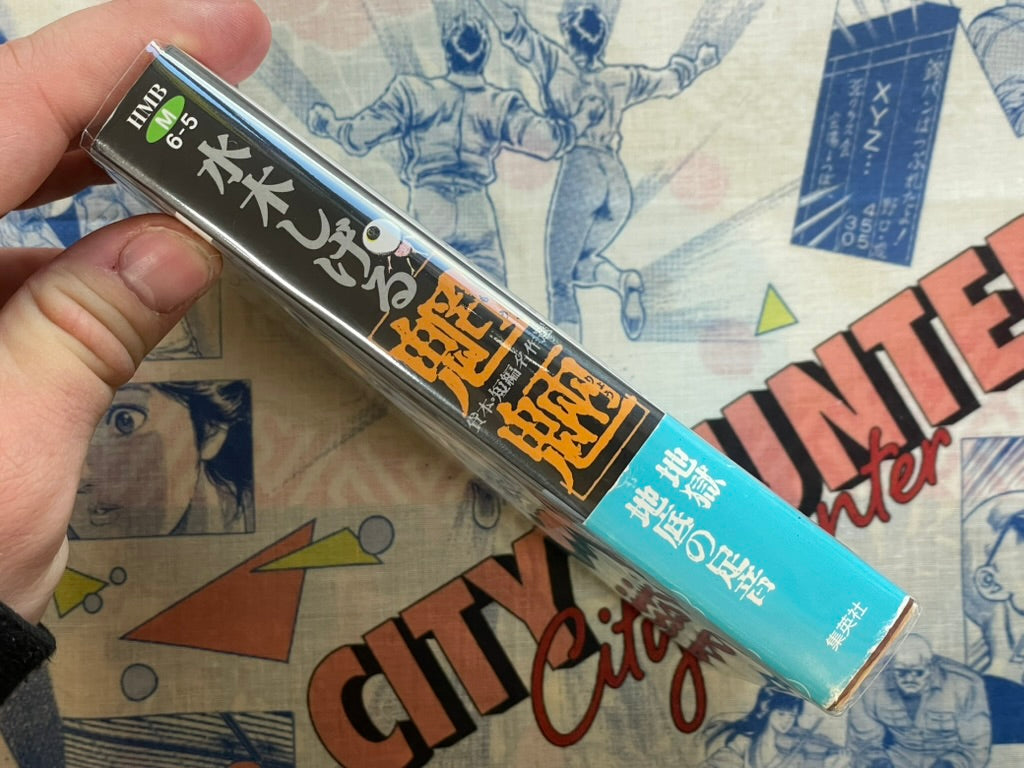 HMB
M
6-5
水木しげる
魍魎
貸本・短編名作選
地獄
地底の足音
集英社
XYZ…
CITY HUNTER
City Hunter